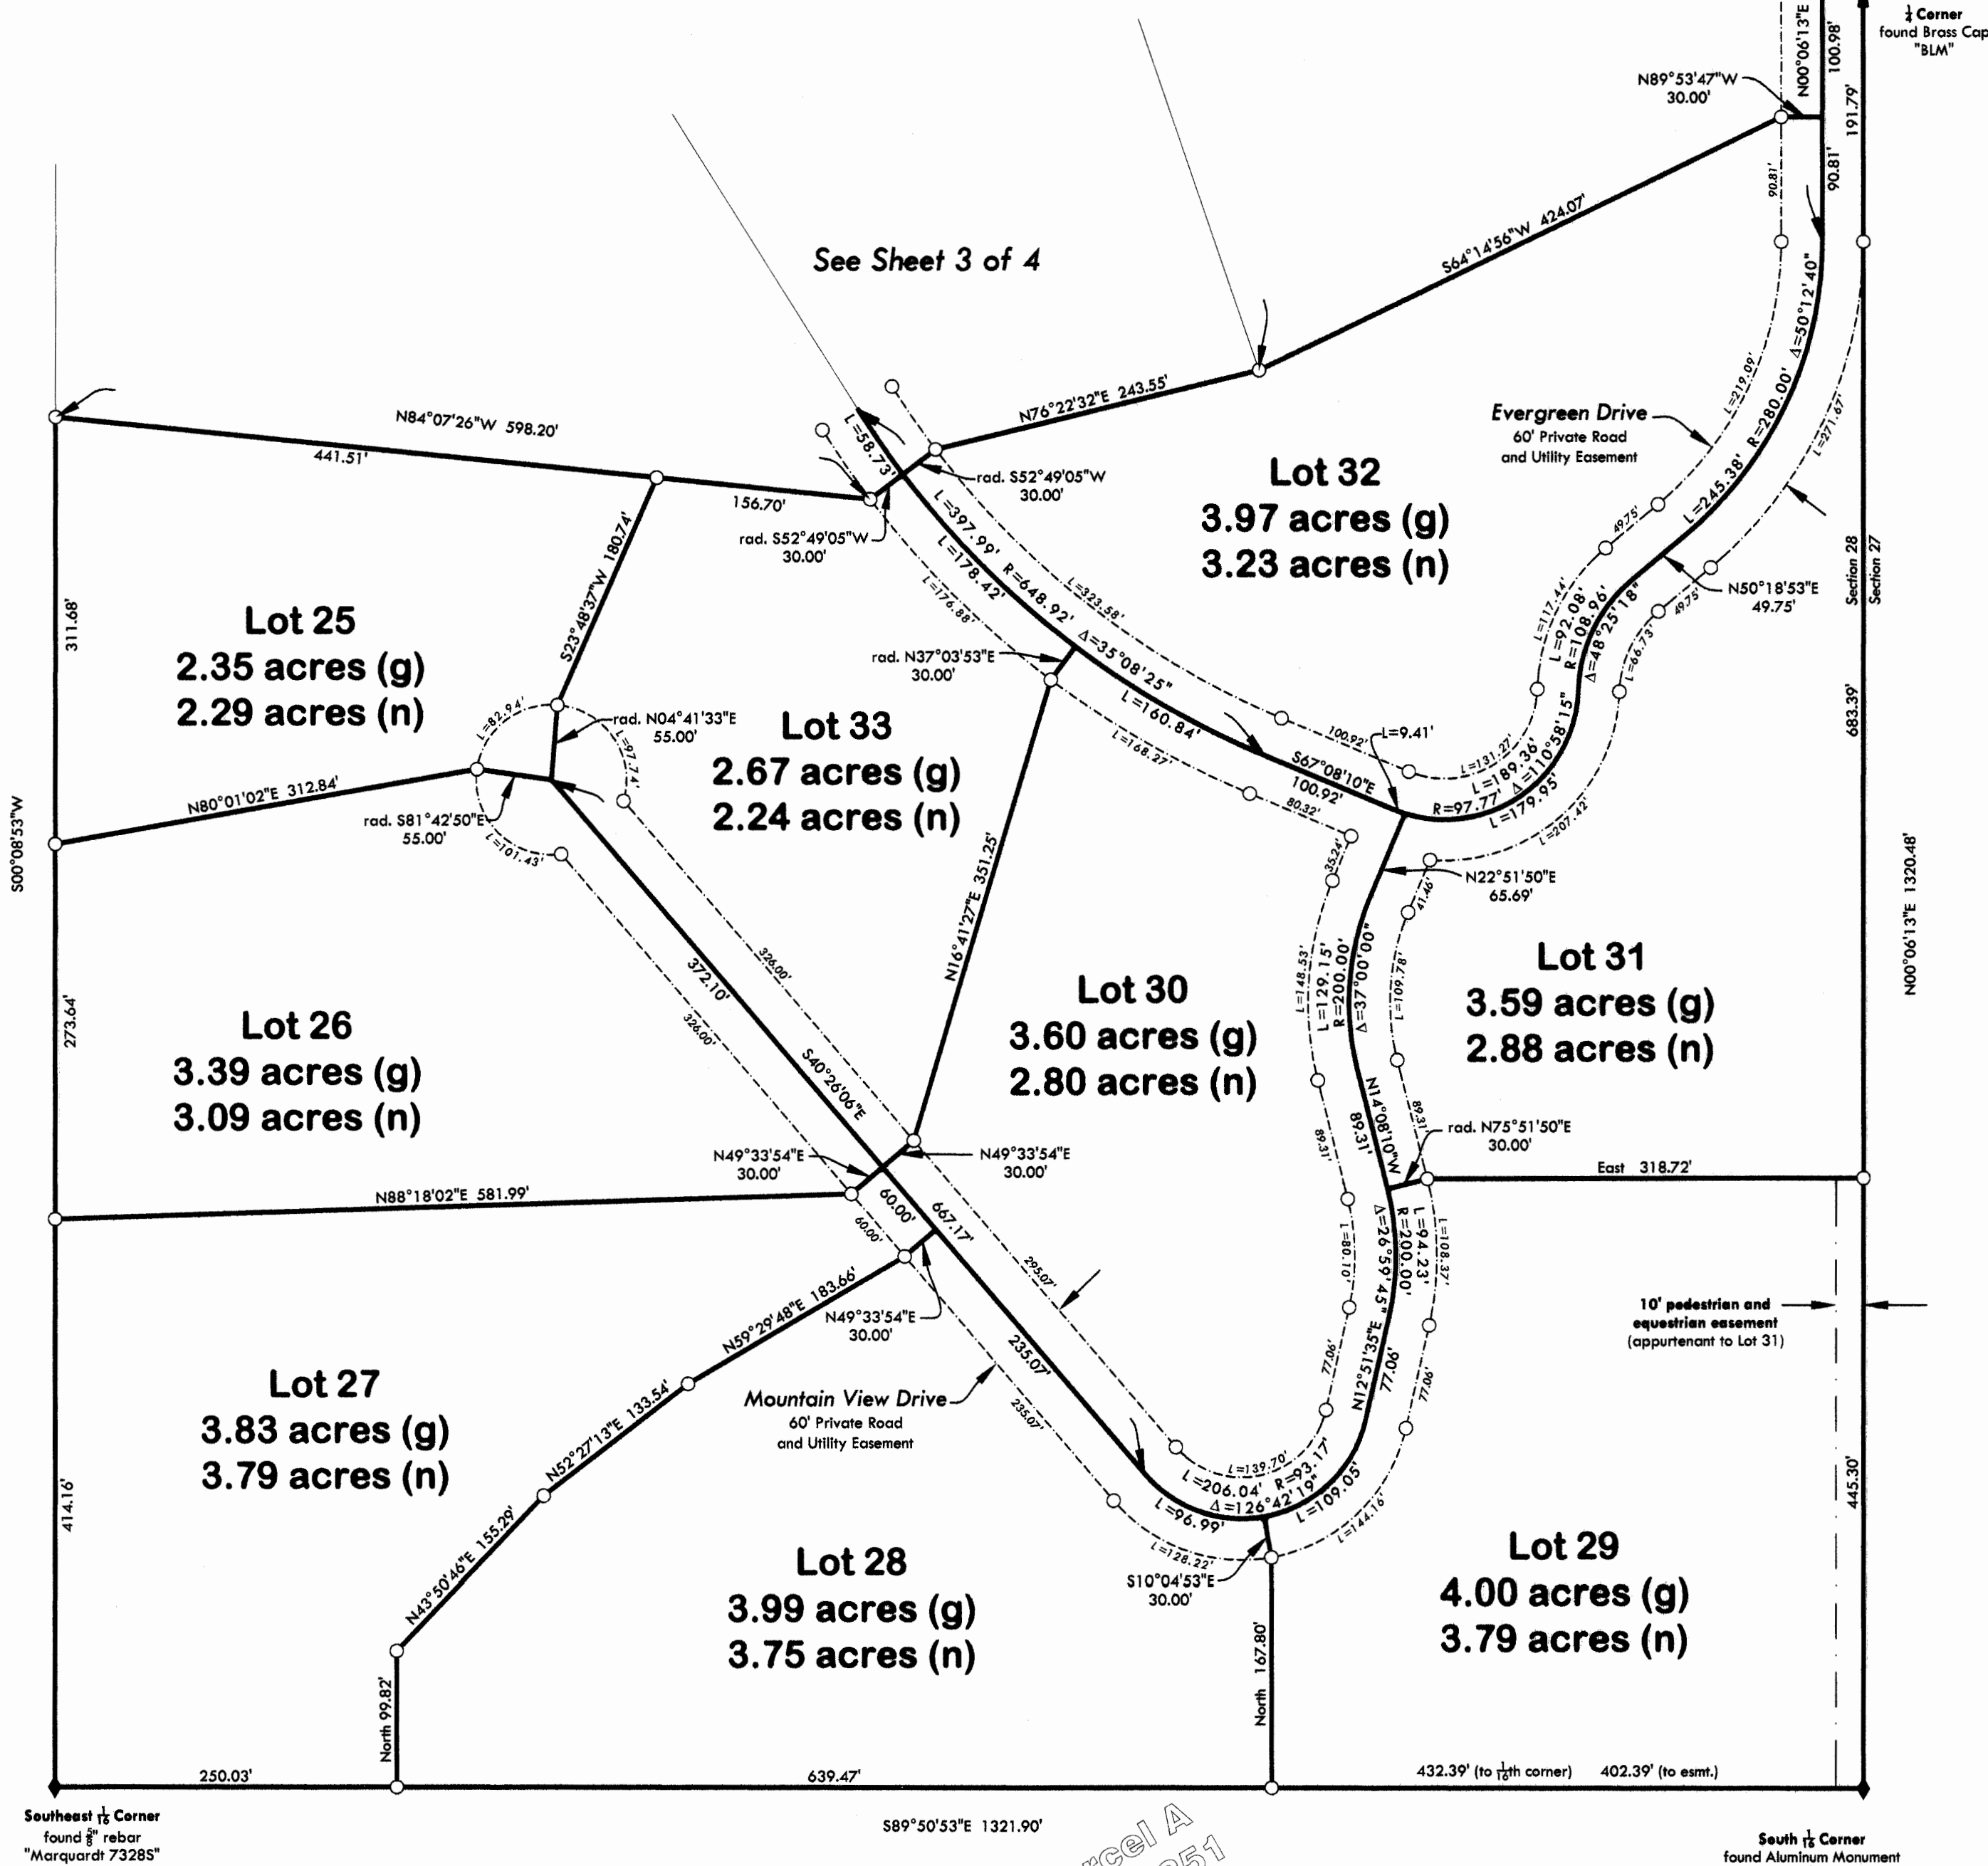 ¼ Corner
found Brass Cap
"BLM"
N00°06'13"E
100.98'
191.79'
N89°53'47"W
30.00'
90.81'
90.81'
S64°14'56"W 424.07'
See Sheet 3 of 4
Δ=50°12'40"
R=280.00'
L=245.38'
L=219.09'
L=271.67'
N76°22'32"E 243.55'
Evergreen Drive
60' Private Road
and Utility Easement
N84°07'26"W 598.20'
441.51'
156.70'
L=58.73'
rad. S52°49'05"W
30.00'
rad. S52°49'05"W
30.00'
Lot 32
3.97 acres (g)
3.23 acres (n)
49.75'
49.75'
N50°18'53"E
49.75'
Section 28
Section 27
L=397.99' R=648.92' Δ=35°08'25"
L=178.42'
L=176.88'
L=323.58'
S23°48'37"W 180.74'
311.68'
Lot 25
2.35 acres (g)
2.29 acres (n)
L=117.44'
L=92.08'
R=108.96'
Δ=48°25'18"
L=66.73'
rad. N37°03'53"E
30.00'
L=160.84'
L=168.27'
683.39'
L=82.94'
rad. N04°41'33"E
55.00'
L=97.74'
Lot 33
2.67 acres (g)
2.24 acres (n)
100.92'
L=9.41'
S67°08'10"E
100.92'
80.32'
L=131.27'
L=189.36'
R=97.77' Δ=110°58'15"
L=179.95'
L=207.42'
N80°01'02"E 312.84'
rad. S81°42'50"E
55.00'
L=101.43'
S00°08'53"W
35.24'
41.46'
N22°51'50"E
65.69'
N00°06'13"E 1320.48'
N16°41'27"E 351.25'
372.10'
326.00'
326.00'
L=148.53'
L=129.15'
R=200.00'
Δ=37°00'00"
L=109.78'
Lot 31
3.59 acres (g)
2.88 acres (n)
Lot 30
3.60 acres (g)
2.80 acres (n)
273.64'
Lot 26
3.39 acres (g)
3.09 acres (n)
S40°26'06"E
N14°08'10"W
89.31'
89.31'
89.31'
rad. N75°51'50"E
30.00'
N49°33'54"E
30.00'
N49°33'54"E
30.00'
East 318.72'
N88°18'02"E 581.99'
60.00'
60.00'
667.17'
L=80.10'
Δ=26°59'45"
R=200.00'
L=94.23'
L=108.37'
295.07'
N59°29'48"E 183.66'
N49°33'54"E
30.00'
10' pedestrian and
equestrian easement
(appurtenant to Lot 31)
235.07'
235.07'
77.06'
N12°51'35"E
77.06'
77.06'
Lot 27
3.83 acres (g)
3.79 acres (n)
N52°27'13"E 133.54'
Mountain View Drive
60' Private Road
and Utility Easement
414.16'
445.30'
L=139.70'
L=206.04' R=93.17'
Δ=126°42'19"
L=96.99'
L=109.05'
L=128.22'
L=144.16'
N43°50'46"E 155.29'
Lot 28
3.99 acres (g)
3.75 acres (n)
S10°04'53"E
30.00'
Lot 29
4.00 acres (g)
3.79 acres (n)
North 99.82'
North 167.80'
250.03'
639.47'
432.39' (to 1/16th corner)
402.39' (to esmt.)
Southeast 1/16 Corner
found ⅝" rebar
"Marquardt 7328S"
S89°50'53"E 1321.90'
rcel A
351
South 1/16 Corner
found Aluminum Monument